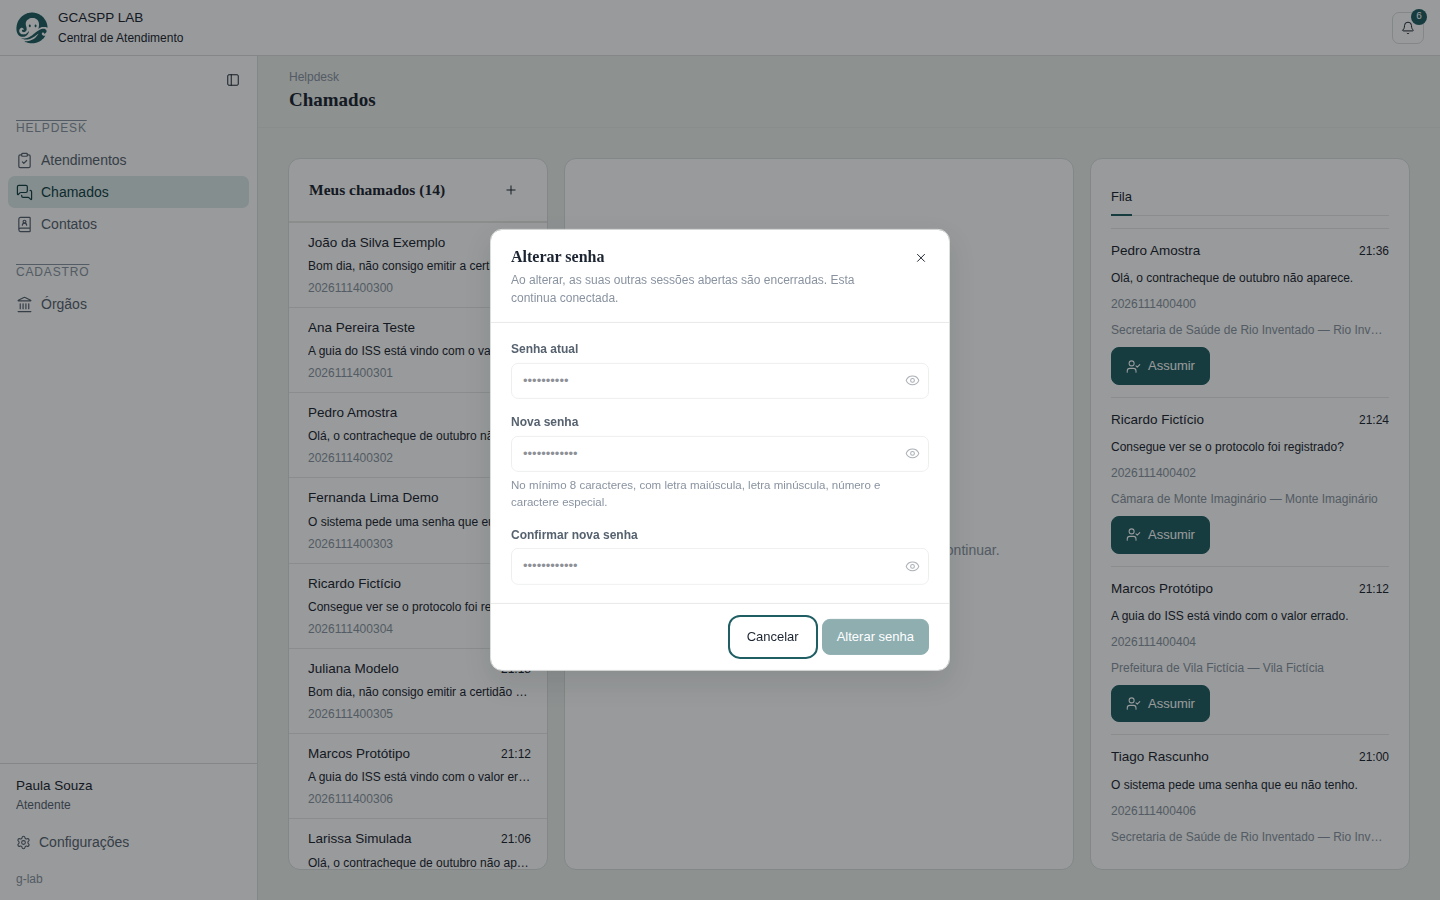 GCASPP LAB
Central de Atendimento
6
HELPDESK
Atendimentos
Chamados
Contatos
CADASTRO
Órgãos
Paula Souza
Atendente
Configurações
g-lab
Helpdesk
Chamados
Meus chamados (14)
João da Silva Exemplo
Bom dia, não consigo emitir a cert
2026111400300
Ana Pereira Teste
A guia do ISS está vindo com o va
2026111400301
Pedro Amostra
Olá, o contracheque de outubro nã
2026111400302
Fernanda Lima Demo
O sistema pede uma senha que eu
2026111400303
Ricardo Fictício
Consegue ver se o protocolo foi re
2026111400304
Juliana Modelo
Bom dia, não consigo emitir a certidão …
2026111400305
Marcos Protótipo 21:12
A guia do ISS está vindo com o valor er…
2026111400306
Larissa Simulada 21:06
Olá, o contracheque de outubro não ap…
Alterar senha
Ao alterar, as suas outras sessões abertas são encerradas. Esta
continua conectada.
Senha atual
••••••••••
Nova senha
••••••••••••
No mínimo 8 caracteres, com letra maiúscula, letra minúscula, número e
caractere especial.
Confirmar nova senha
••••••••••••
Cancelar
Alterar senha
ontinuar.
Fila
Pedro Amostra 21:36
Olá, o contracheque de outubro não aparece.
2026111400400
Secretaria de Saúde de Rio Inventado — Rio Inv…
Assumir
Ricardo Fictício 21:24
Consegue ver se o protocolo foi registrado?
2026111400402
Câmara de Monte Imaginário — Monte Imaginário
Assumir
Marcos Protótipo 21:12
A guia do ISS está vindo com o valor errado.
2026111400404
Prefeitura de Vila Fictícia — Vila Fictícia
Assumir
Tiago Rascunho 21:00
O sistema pede uma senha que eu não tenho.
2026111400406
Secretaria de Saúde de Rio Inventado — Rio Inv…